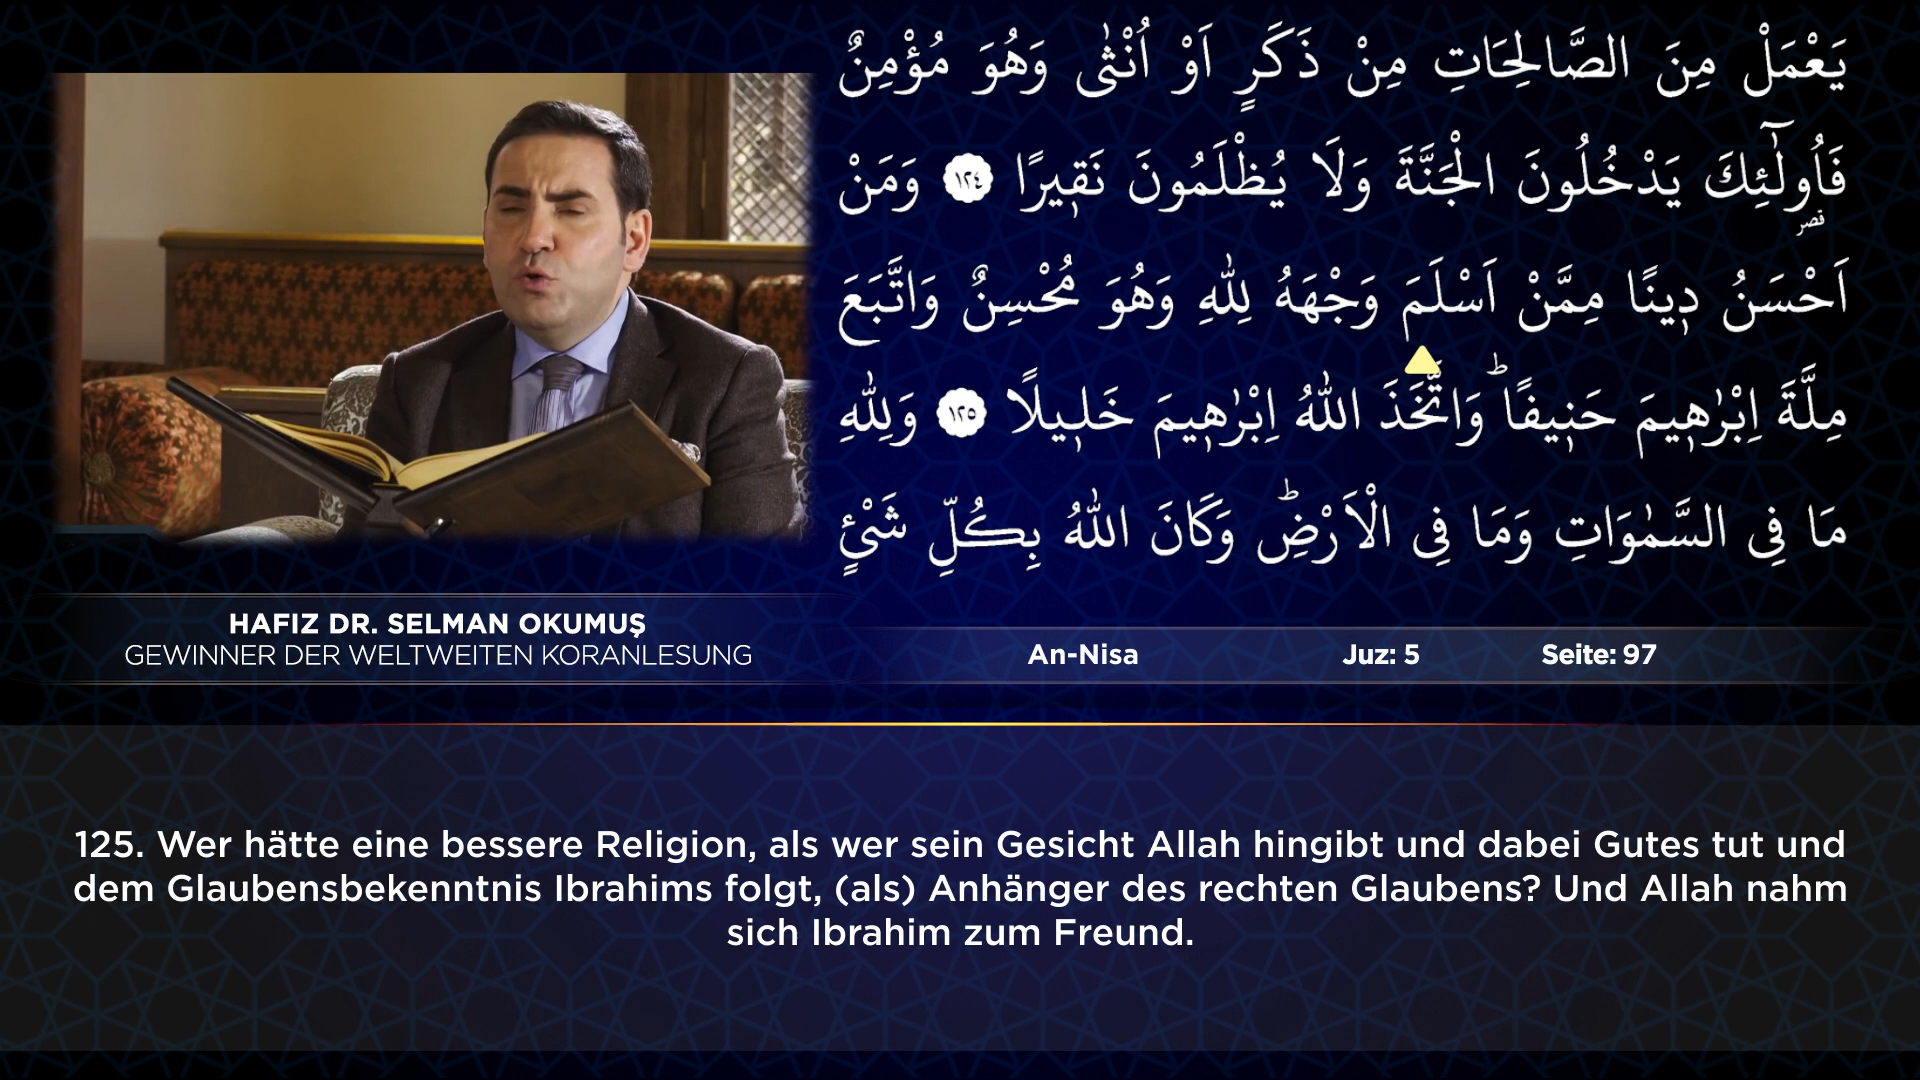 يَعْمَلْ مِنَ الصَّالِحَاتِ مِنْ ذَكَرٍ اَوْ اُنْثٰى وَهُوَ مُؤْمِنٌ
فَاُو۬لٰٓئِكَ يَدْخُلُونَ الْجَنَّةَ وَلَا يُظْلَمُونَ نَق۪يرًا ١٢٤ وَمَنْ
قصر
اَحْسَنُ د۪ينًا مِمَّنْ اَسْلَمَ وَجْهَهُ لِلّٰهِ وَهُوَ مُحْسِنٌ وَاتَّبَعَ
مِلَّةَ اِبْرٰه۪يمَ حَن۪يفًاۜ وَاتَّخَذَ اللّٰهُ اِبْرٰه۪يمَ خَل۪يلًا ١٢٥ وَلِلّٰهِ
مَا فِى السَّمٰوَاتِ وَمَا فِى الْاَرْضِۜ وَكَانَ اللّٰهُ بِكُلِّ شَىْءٍ
HAFIZ DR. SELMAN OKUMUŞ
GEWINNER DER WELTWEITEN KORANLESUNG
An-Nisa Juz: 5 Seite: 97
125. Wer hätte eine bessere Religion, als wer sein Gesicht Allah hingibt und dabei Gutes tut und
dem Glaubensbekenntnis Ibrahims folgt, (als) Anhänger des rechten Glaubens? Und Allah nahm
sich Ibrahim zum Freund.